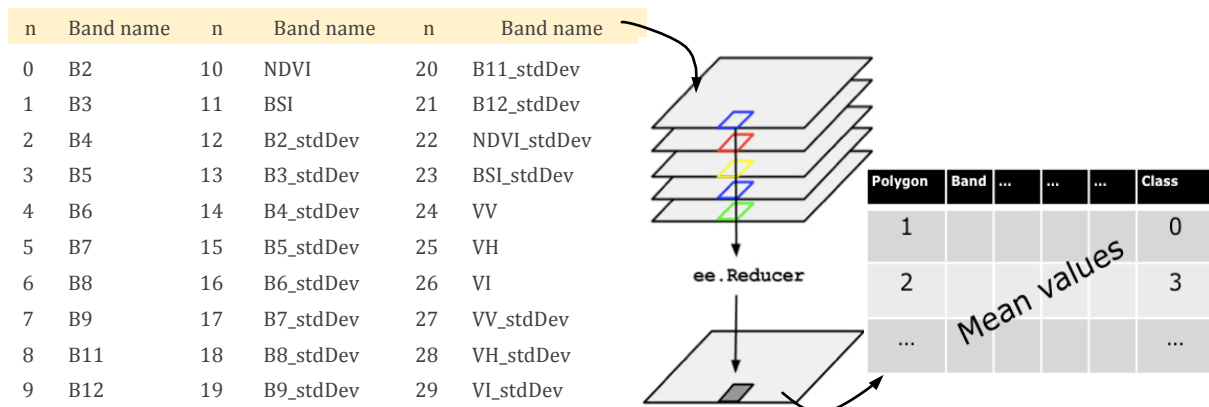 n Band name n Band name n Band name
0 B2 10 NDVI 20 B11_stdDev
1 B3 11 BSI 21 B12_stdDev
2 B4 12 B2_stdDev 22 NDVI_stdDev
3 B5 13 B3_stdDev 23 BSI_stdDev
4 B6 14 B4_stdDev 24 VV
5 B7 15 B5_stdDev 25 VH
6 B8 16 B6_stdDev 26 VI
7 B9 17 B7_stdDev 27 VV_stdDev
8 B11 18 B8_stdDev 28 VH_stdDev
9 B12 19 B9_stdDev 29 VI_stdDev
ee.Reducer
Polygon Band ... ... ... Class
1 0
2 3
... ...
Mean values